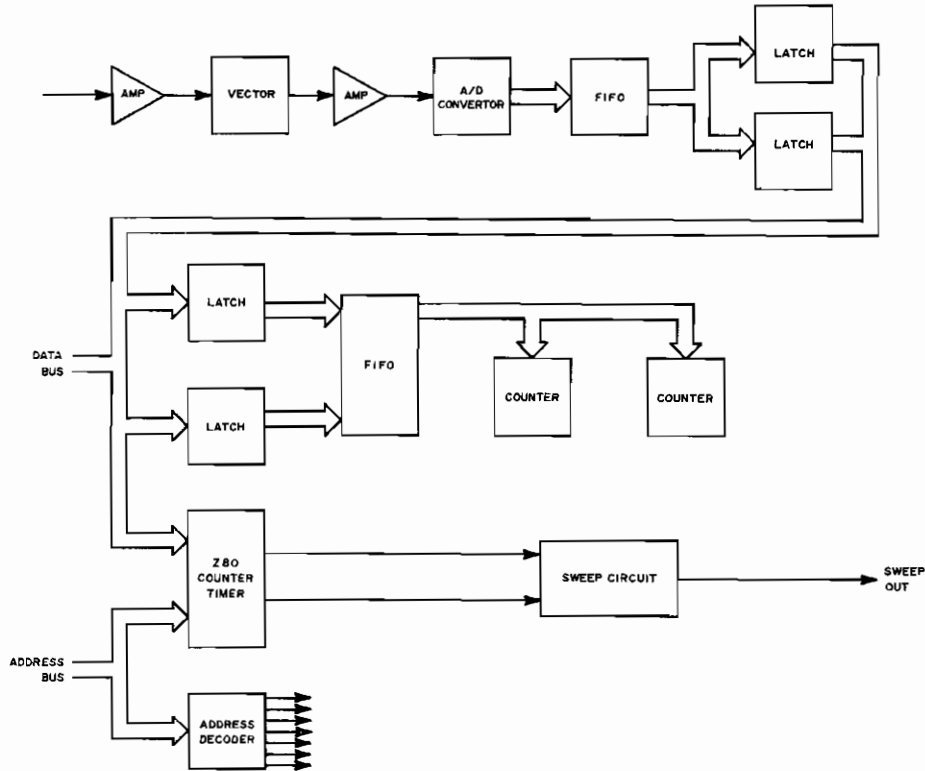 AMP
VECTOR
AMP
A/D
CONVERTOR
FIFO
LATCH
LATCH
LATCH
FIFO
DATA
BUS
COUNTER
COUNTER
LATCH
Z80
COUNTER
TIMER
SWEEP CIRCUIT
SWEEP
OUT
ADDRESS
BUS
ADDRESS
DECODER